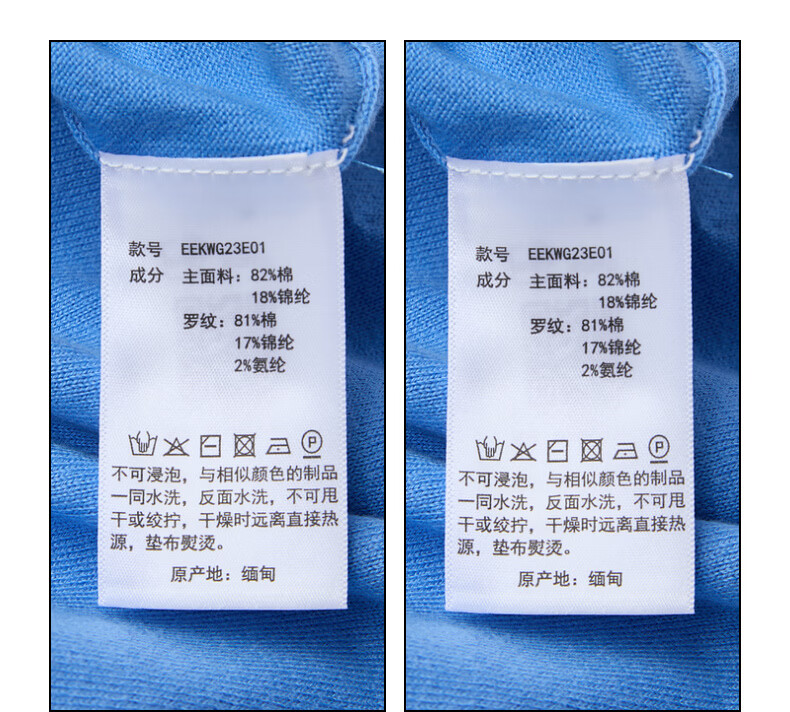 款号 EEKWG23E01
成分 主面料：82%棉
18%锦纶
罗纹：81%棉
17%锦纶
2%氨纶
P
不可浸泡，与相似颜色的制品
一同水洗，反面水洗，不可甩
干或绞拧，干燥时远离直接热
源，垫布熨烫。
原产地：缅甸
款号 EEKWG23E01
成分 主面料：82%棉
18%锦纶
罗纹：81%棉
17%锦纶
2%氨纶
P
不可浸泡，与相似颜色的制品
一同水洗，反面水洗，不可甩
干或绞拧，干燥时远离直接热
源，垫布熨烫。
原产地：缅甸